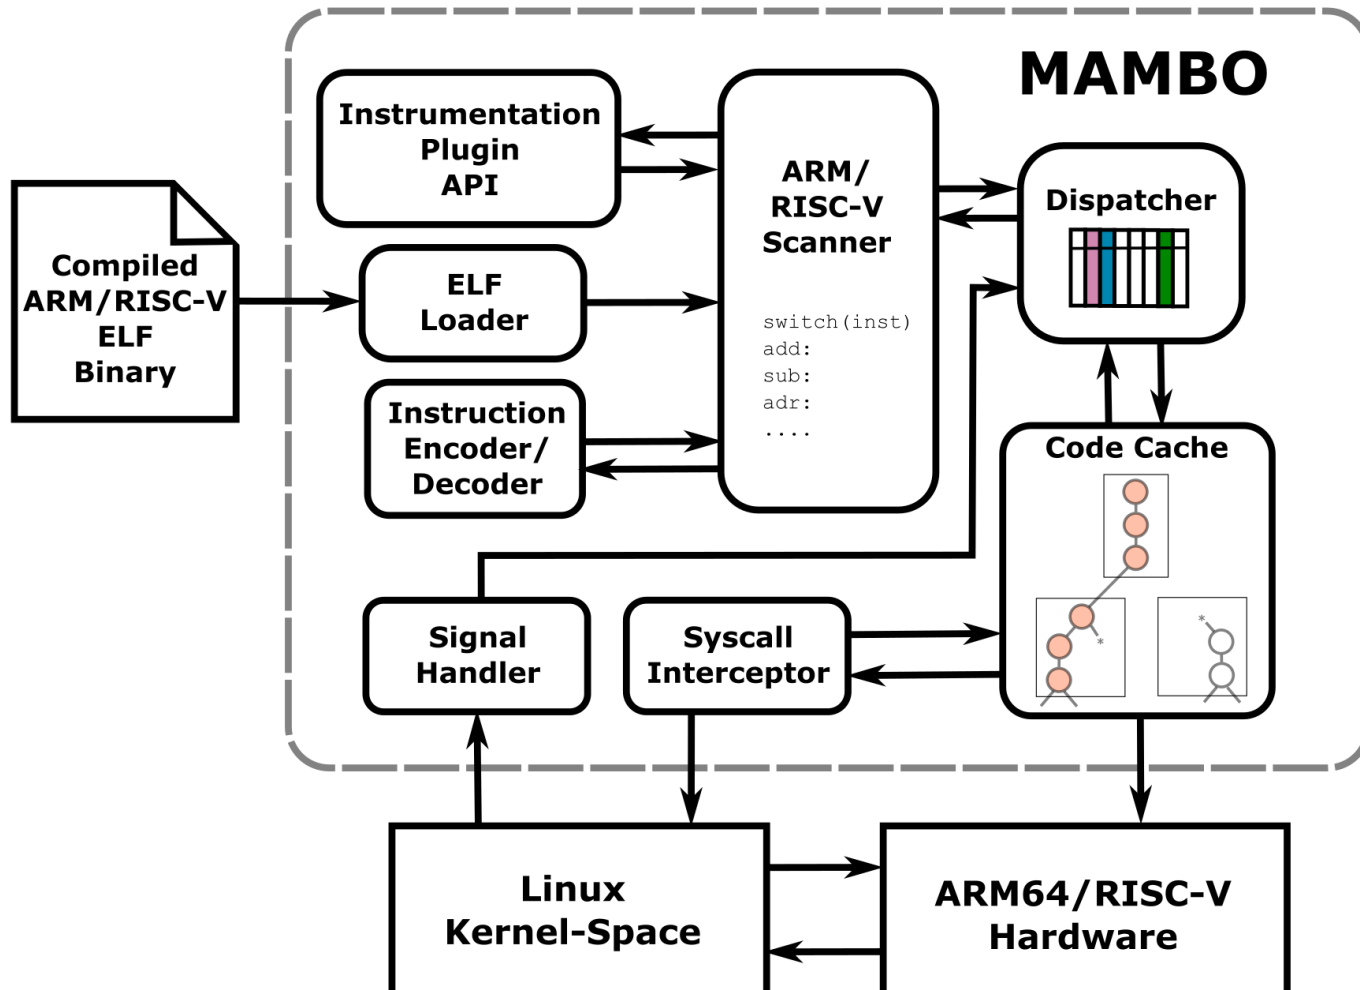 MAMBO
Instrumentation
Plugin
API
ARM/
RISC-V
Scanner
switch(inst)
add:
sub:
adr:
....
Dispatcher
Compiled
ARM/RISC-V
ELF
Binary
ELF
Loader
Instruction
Encoder/
Decoder
Code Cache
*
*
Signal
Handler
Syscall
Interceptor
Linux
Kernel-Space
ARM64/RISC-V
Hardware